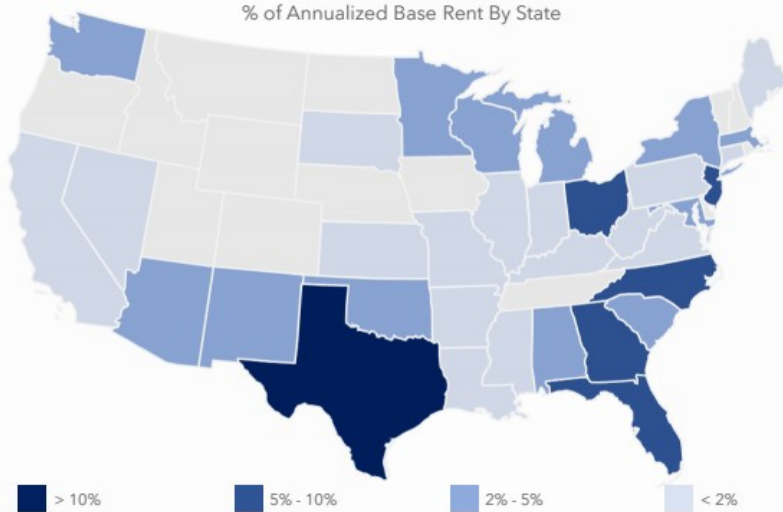 % of Annualized Base Rent By State
> 10%
5% - 10%
2% - 5%
< 2%